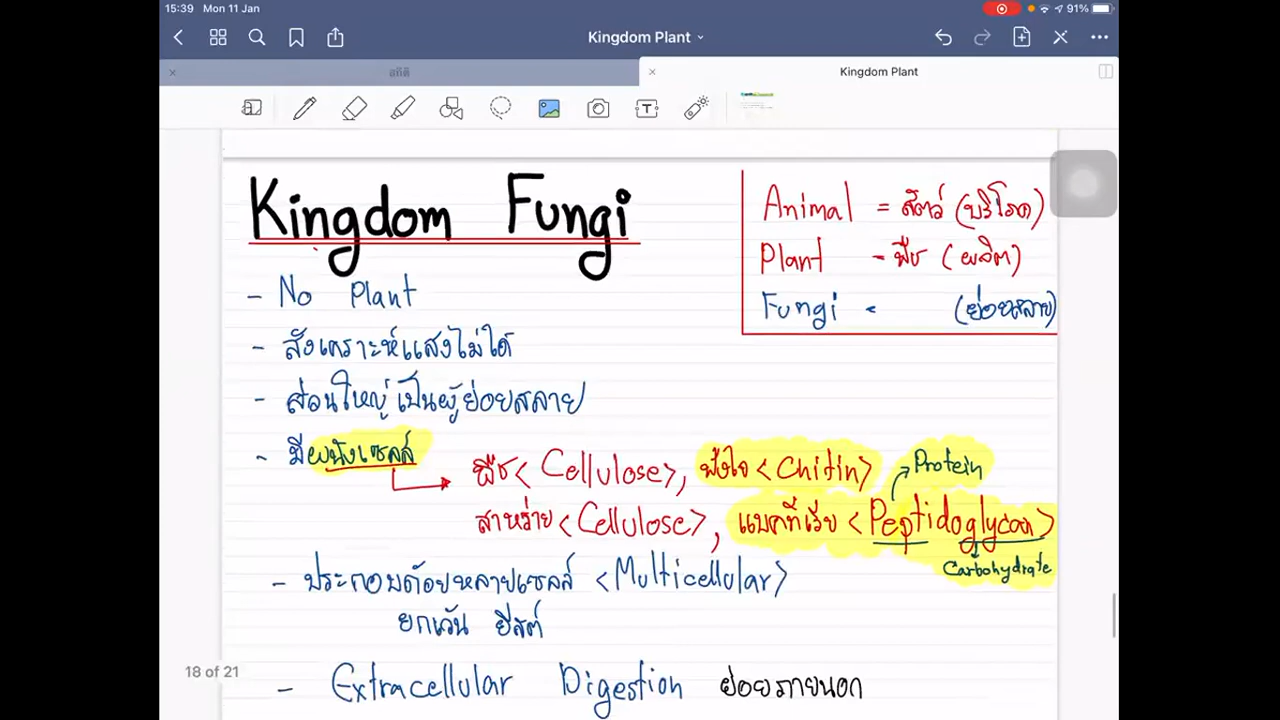 15:39 Mon 11 Jan 91%
Kingdom Plant
สถิติ Kingdom Plant
Kingdom Fungi
Animal = สัตว์ (บริโภค)
Plant = พืช (ผลิต)
Fungi = (ย่อยสลาย)
- No Plant
- สังเคราะห์แสงไม่ได้
- ส่วนใหญ่เป็นผู้ย่อยสลาย
- มีผนังเซลล์
พืช <Cellulose>, ฟังใจ <Chitin>
Protein
สาหร่าย <Cellulose>, แบคทีเรีย <Peptidoglycan>
Carbohydrate
- ประกอบด้วยหลายเซลล์ <Multicellular>
ยกเว้น ยีสต์
18 of 21
- Extracellular Digestion ย่อยภายนอก